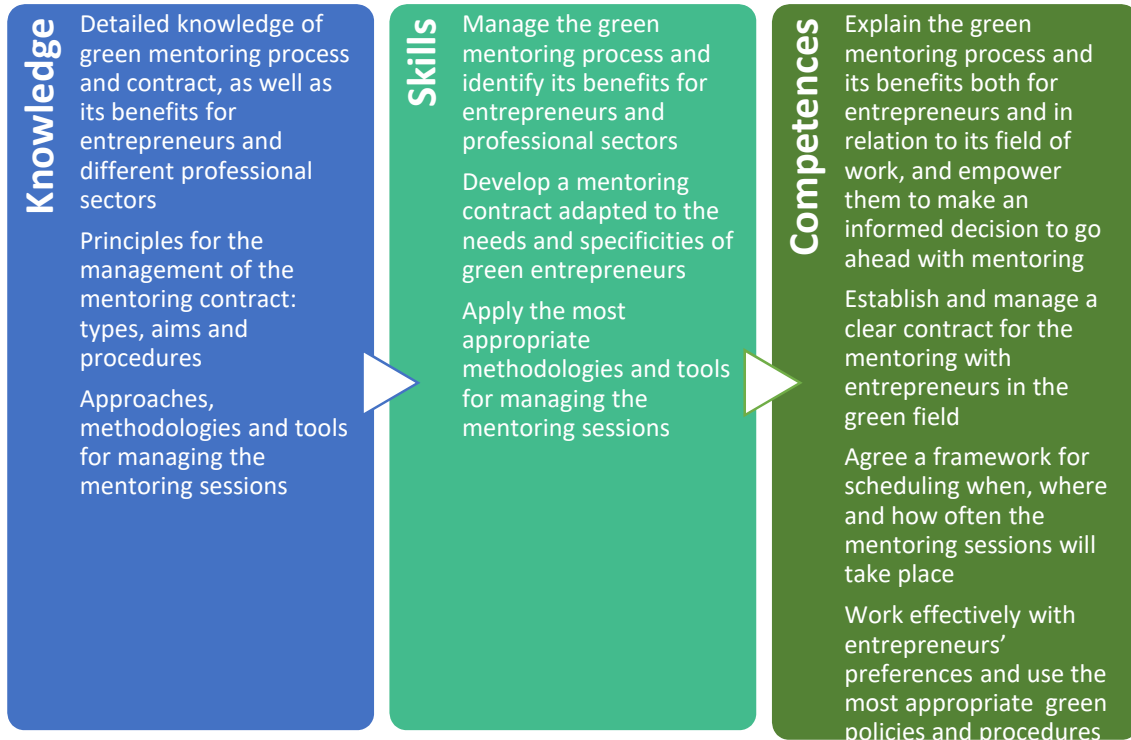 Knowledge
Detailed knowledge of
green mentoring process
and contract, as well as
its benefits for
entrepreneurs and
different professional
sectors
Principles for the
management of the
mentoring contract:
types, aims and
procedures
Approaches,
methodologies and tools
for managing the
mentoring sessions
Skills
Manage the green
mentoring process and
identify its benefits for
entrepreneurs and
professional sectors
Develop a mentoring
contract adapted to the
needs and specificities of
green entrepreneurs
Apply the most
appropriate
methodologies and tools
for managing the
mentoring sessions
Competences
Explain the green
mentoring process and
its benefits both for
entrepreneurs and in
relation to its field of
work, and empower
them to make an
informed decision to go
ahead with mentoring
Establish and manage a
clear contract for the
mentoring with
entrepreneurs in the
green field
Agree a framework for
scheduling when, where
and how often the
mentoring sessions will
take place
Work effectively with
entrepreneurs’
preferences and use the
most appropriate green
policies and procedures